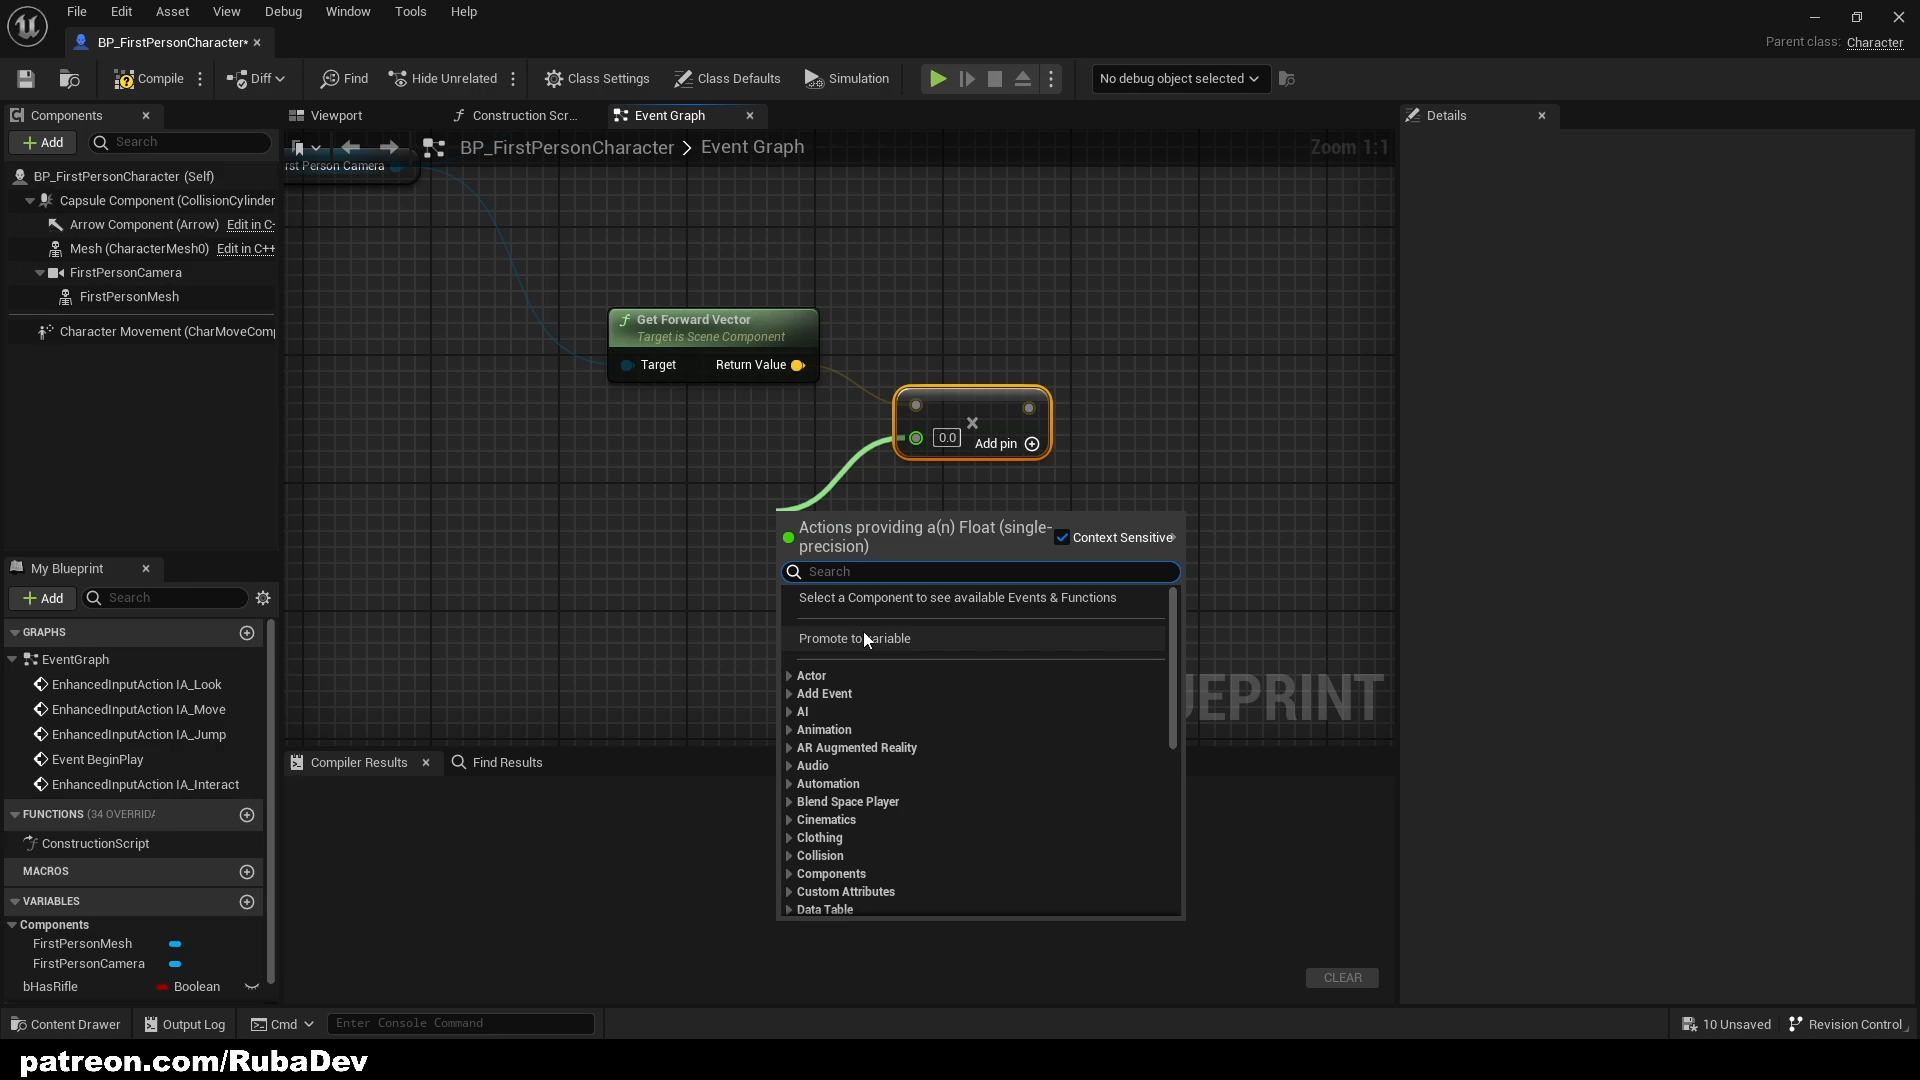 File Edit Asset View Debug Window Tools Help
BP_FirstPersonCharacter*
Parent class: Character
Compile Diff Find Hide Unrelated Class Settings Class Defaults Simulation No debug object selected
Components
Viewport Construction Scr... Event Graph Details
Add Search
BP_FirstPersonCharacter > Event Graph Zoom 1:1
rst Person Camera
BP_FirstPersonCharacter (Self)
Capsule Component (CollisionCylinder
Arrow Component (Arrow) Edit in C-
Mesh (CharacterMesh0) Edit in C++
FirstPersonCamera
FirstPersonMesh
Character Movement (CharMoveComp
Get Forward Vector
Target is Scene Component
Target Return Value
0.0 Add pin
Actions providing a(n) Float (single-
precision)
Context Sensitive
Search
Select a Component to see available Events & Functions
Promote to variable
Actor
Add Event
AI
Animation
AR Augmented Reality
Audio
Automation
Blend Space Player
Cinematics
Clothing
Collision
Components
Custom Attributes
Data Table
EPRINT
My Blueprint
Add Search
GRAPHS
EventGraph
EnhancedInputAction IA_Look
EnhancedInputAction IA_Move
EnhancedInputAction IA_Jump
Event BeginPlay
EnhancedInputAction IA_Interact
FUNCTIONS (34 OVERRIDA
ConstructionScript
MACROS
VARIABLES
Components
FirstPersonMesh
FirstPersonCamera
bHasRifle Boolean
Compiler Results Find Results
CLEAR
Content Drawer Output Log Cmd Enter Console Command 10 Unsaved Revision Control
patreon.com/RubaDev